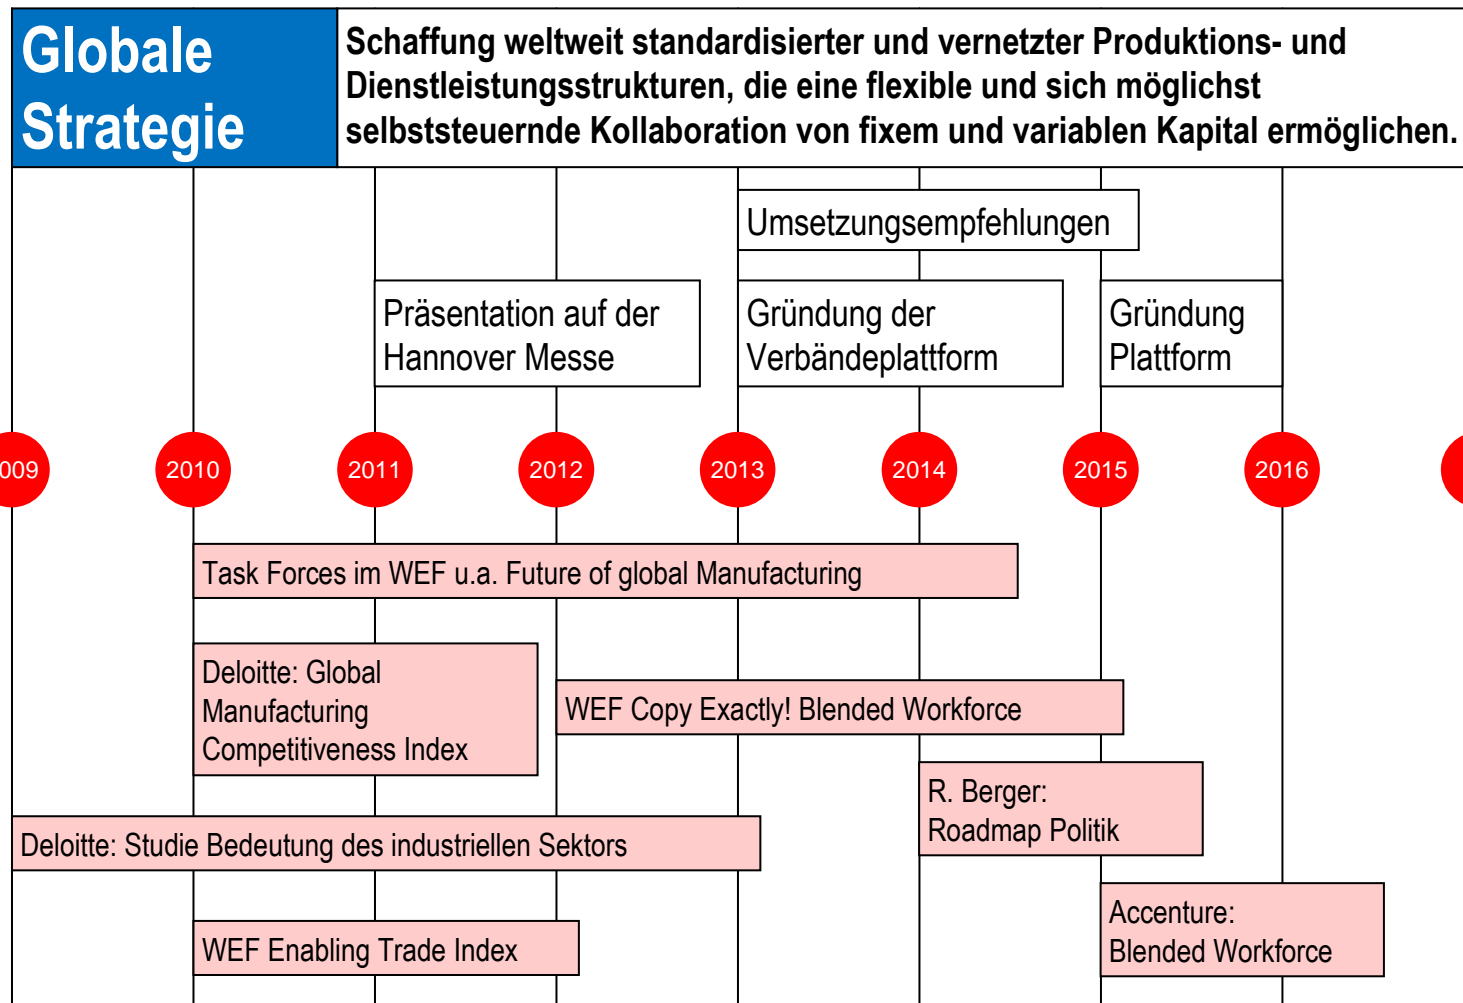 Globale
Strategie
Schaffung weltweit standardisierter und vernetzter Produktions- und
Dienstleistungsstrukturen, die eine flexible und sich möglichst
selbststeuernde Kollaboration von fixem und variablen Kapital ermöglichen.
Umsetzungsempfehlungen
Präsentation auf der
Hannover Messe
Gründung der
Verbändeplattform
Gründung
Plattform
009
2010
2011
2012
2013
2014
2015
2016
Task Forces im WEF u.a. Future of global Manufacturing
Deloitte: Global
Manufacturing
Competitiveness Index
WEF Copy Exactly! Blended Workforce
R. Berger:
Roadmap Politik
Deloitte: Studie Bedeutung des industriellen Sektors
Accenture:
Blended Workforce
WEF Enabling Trade Index